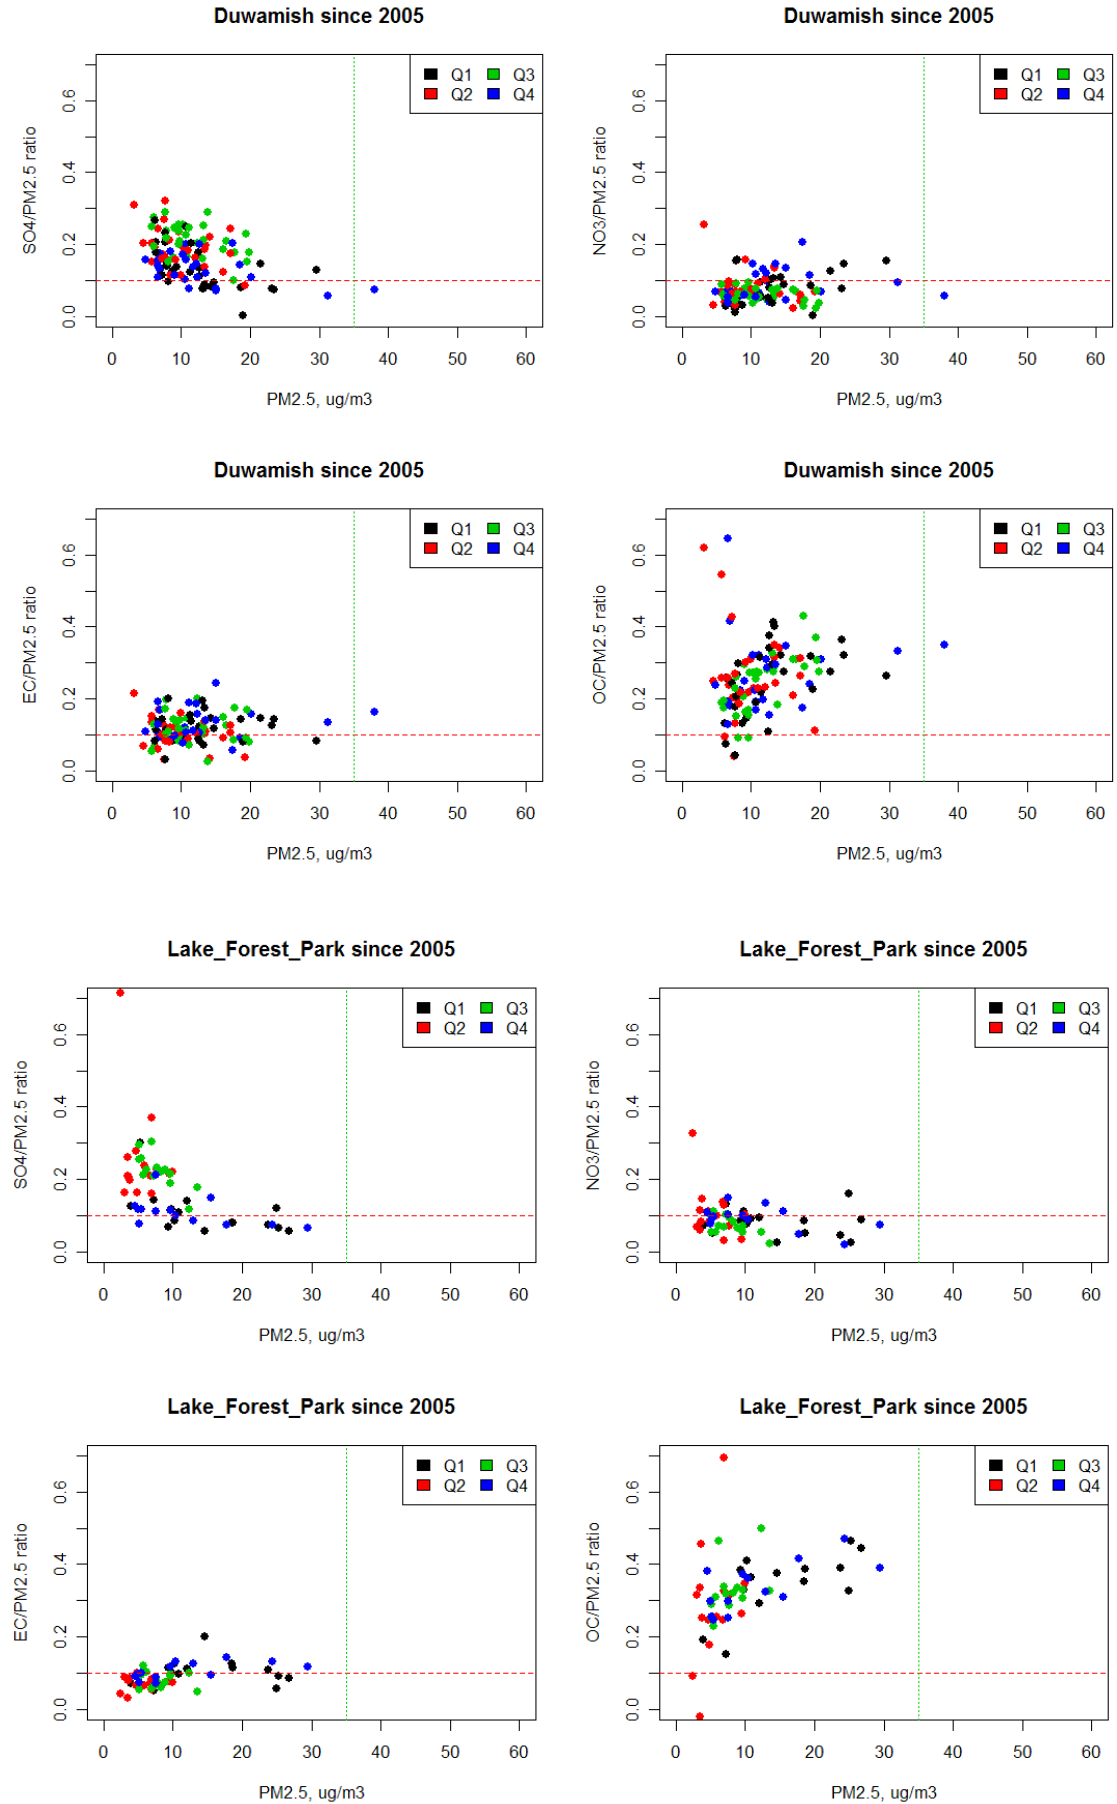 Duwamish since 2005
Q1 Q3
Q2 Q4
SO4/PM2.5 ratio
0.6
0.4
0.2
0.0
0 10 20 30 40 50 60
PM2.5, ug/m3
Duwamish since 2005
Q1 Q3
Q2 Q4
NO3/PM2.5 ratio
0.6
0.4
0.2
0.0
0 10 20 30 40 50 60
PM2.5, ug/m3
Duwamish since 2005
Q1 Q3
Q2 Q4
EC/PM2.5 ratio
0.6
0.4
0.2
0.0
0 10 20 30 40 50 60
PM2.5, ug/m3
Duwamish since 2005
Q1 Q3
Q2 Q4
OC/PM2.5 ratio
0.6
0.4
0.2
0.0
0 10 20 30 40 50 60
PM2.5, ug/m3
Lake_Forest_Park since 2005
Q1 Q3
Q2 Q4
SO4/PM2.5 ratio
0.6
0.4
0.2
0.0
0 10 20 30 40 50 60
PM2.5, ug/m3
Lake_Forest_Park since 2005
Q1 Q3
Q2 Q4
NO3/PM2.5 ratio
0.6
0.4
0.2
0.0
0 10 20 30 40 50 60
PM2.5, ug/m3
Lake_Forest_Park since 2005
Q1 Q3
Q2 Q4
EC/PM2.5 ratio
0.6
0.4
0.2
0.0
0 10 20 30 40 50 60
PM2.5, ug/m3
Lake_Forest_Park since 2005
Q1 Q3
Q2 Q4
OC/PM2.5 ratio
0.6
0.4
0.2
0.0
0 10 20 30 40 50 60
PM2.5, ug/m3